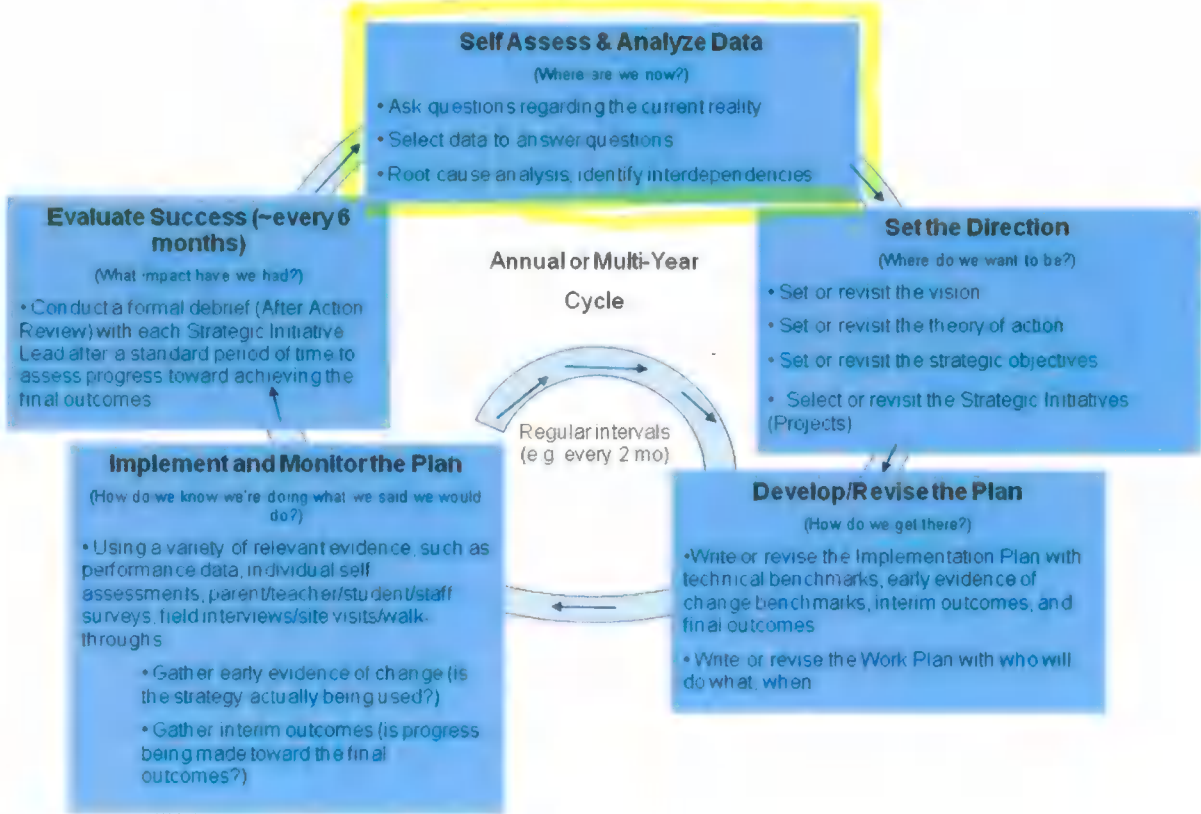 Self Assess & Analyze Data
(Where are we now?)
• Ask questions regarding the current reality
• Select data to answer questions
• Root cause analysis, identify interdependencies
Set the Direction
(Where do we want to be?)
• Set or revisit the vision
• Set or revisit the theory of action
• Set or revisit the strategic objectives
• Select or revisit the Strategic Initiatives
(Projects)
Develop/Revise the Plan
(How do we get there?)
•Write or revise the Implementation Plan with
technical benchmarks, early evidence of
change benchmarks, interim outcomes, and
final outcomes
• Write or revise the Work Plan with who will
do what, when
Implement and Monitor the Plan
(How do we know we're doing what we said we would
do?)
• Using a variety of relevant evidence, such as
performance data, individual self
assessments, parent/teacher/student/staff
surveys, field interviews/site visits/walk-
throughs
• Gather early evidence of change (is
the strategy actually being used?)
• Gather interim outcomes (is progress
being made toward the final
outcomes?)
Evaluate Success (~every 6
months)
(What impact have we had?)
• Conduct a formal debrief (After Action
Review) with each Strategic Initiative
Lead after a standard period of time to
assess progress toward achieving the
final outcomes
Annual or Multi-Year
Cycle
Regular intervals
(e.g. every 2 mo)